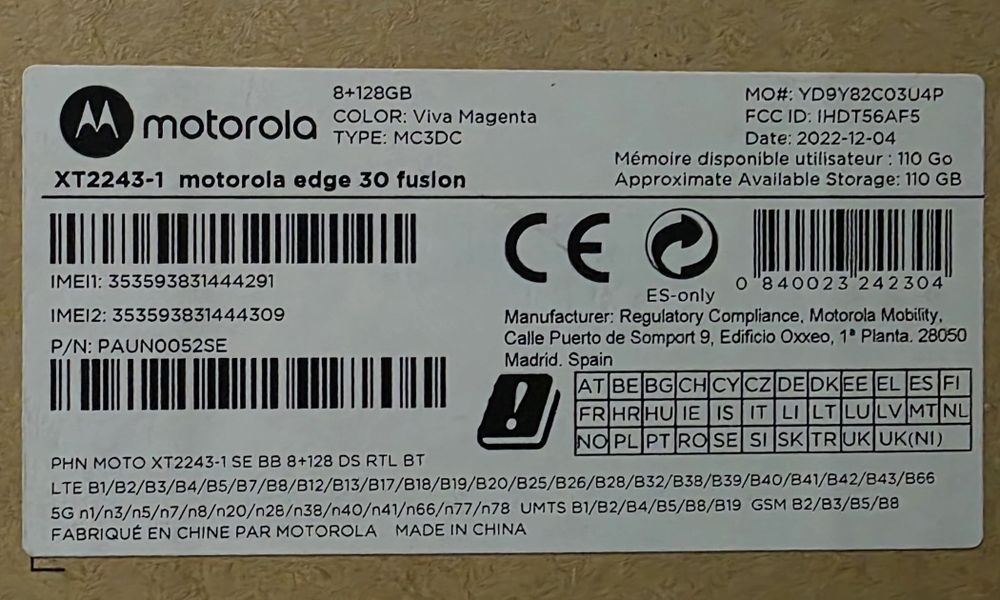 motorola
8+128GB
COLOR: Viva Magenta
TYPE: MC3DC
MO#: YD9Y82C03U4P
FCC ID: IHDT56AF5
Date: 2022-12-04
Mémoire disponible utilisateur : 110 Go
Approximate Available Storage: 110 GB
XT2243-1 motorola edge 30 fusion
IMEI1: 353593831444291
IMEI2: 353593831444309
P/N: PAUN0052SE
CE
ES-only
0 840023 242304
Manufacturer: Regulatory Compliance, Motorola Mobility,
Calle Puerto de Somport 9, Edificio Oxxeo, 1ª Planta. 28050
Madrid. Spain
AT BE BG CH CY CZ DE DK EE EL ES FI
FR HR HU IE IS IT LI LT LU LV MT NL
NO PL PT RO SE SI SK TR UK UK(NI)
PHN MOTO XT2243-1 SE BB 8+128 DS RTL BT
LTE B1/B2/B3/B4/B5/B7/B8/B12/B13/B17/B18/B19/B20/B25/B26/B28/B32/B38/B39/B40/B41/B42/B43/B66
5G n1/n3/n5/n7/n8/n20/n28/n38/n40/n41/n66/n77/n78 UMTS B1/B2/B4/B5/B8/B19 GSM B2/B3/B5/B8
FABRIQUÉ EN CHINE PAR MOTOROLA MADE IN CHINA